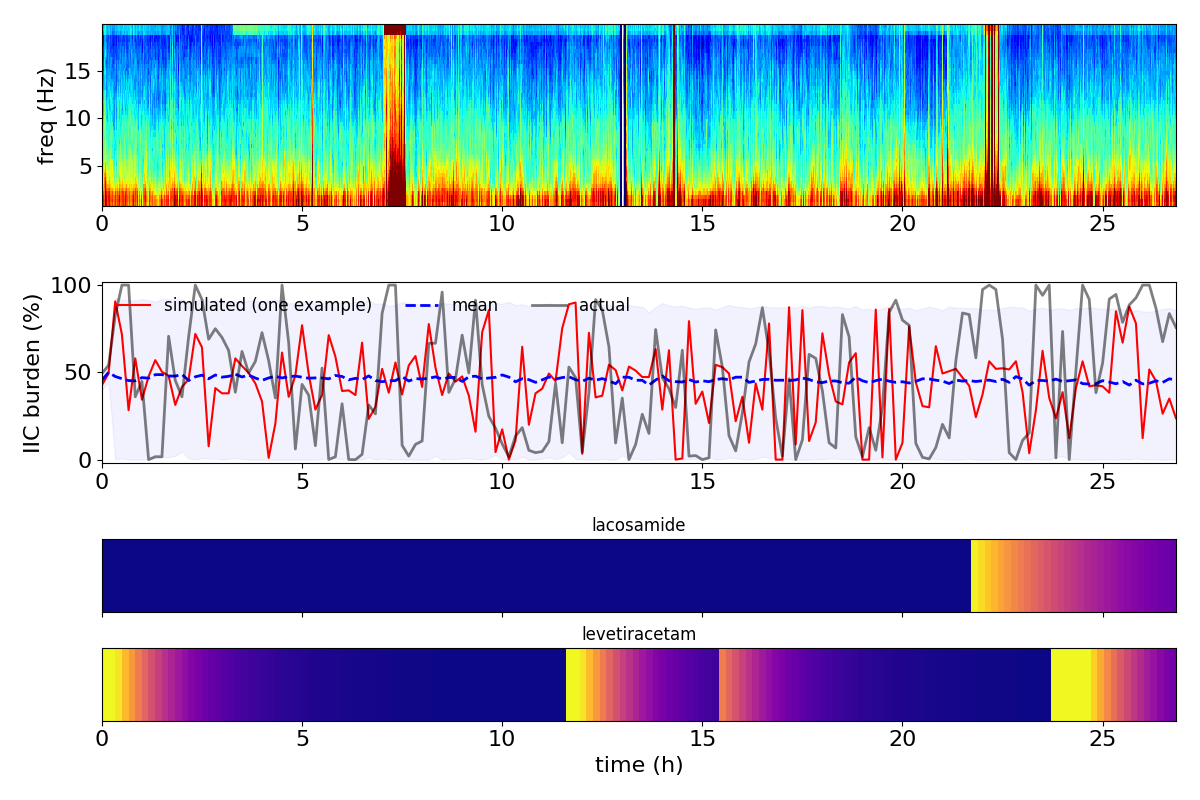 freq (Hz)
15
10
5
0 5 10 15 20 25
IIC burden (%)
100
50
0
simulated (one example) mean actual
0 5 10 15 20 25
lacosamide
levetiracetam
0 5 10 15 20 25
time (h)